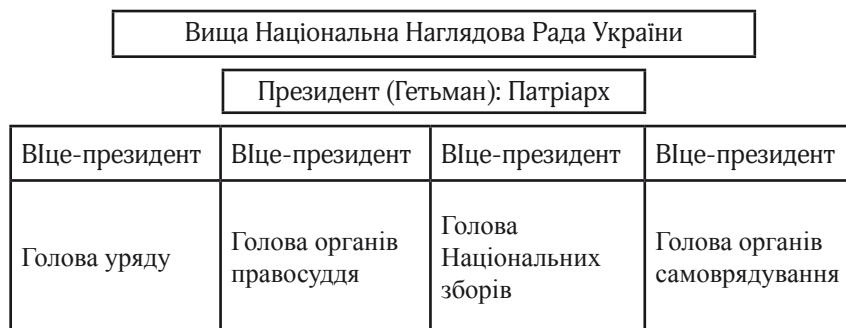 Вища Національна Наглядова Рада України
Президент (Гетьман): Патріарх
ВІце-президент ВІце-президент ВІце-президент ВІце-президент
Голова уряду
Голова органів
правосуддя
Голова
Національних
зборів
Голова органів
самоврядування